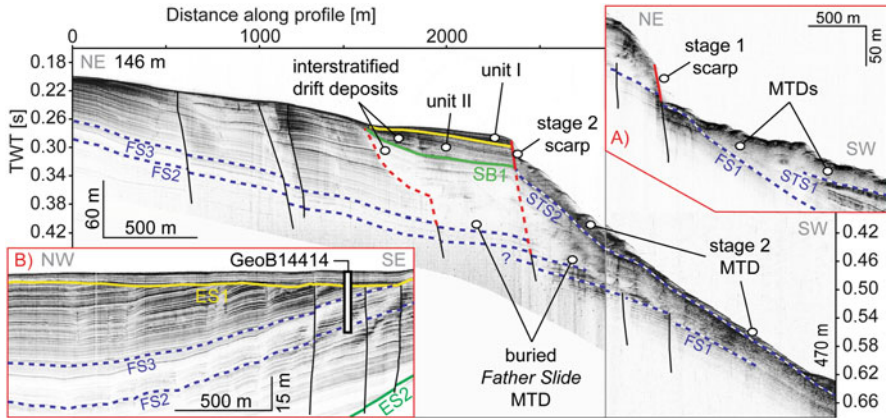 Distance along profile [m]
0 1000 2000
500 m
50 m
NE 146 m
NE
0.18
0.22
0.26
0.30
0.34
0.38
0.42
TWT [s]
interstratified
drift deposits
unit I
unit II
stage 1
scarp
MTDs
stage 2
scarp
SW
A)
FS1
STS1
FS3
FS2
SB1
STS2
60 m
500 m
SW
0.42
0.46
0.50
0.54
470 m
0.62
0.66
stage 2
MTD
?
FS1
buried
Father Slide
MTD
B) NW
GeoB14414
SE
ES1
FS3
FS2
500 m
15 m
ES2